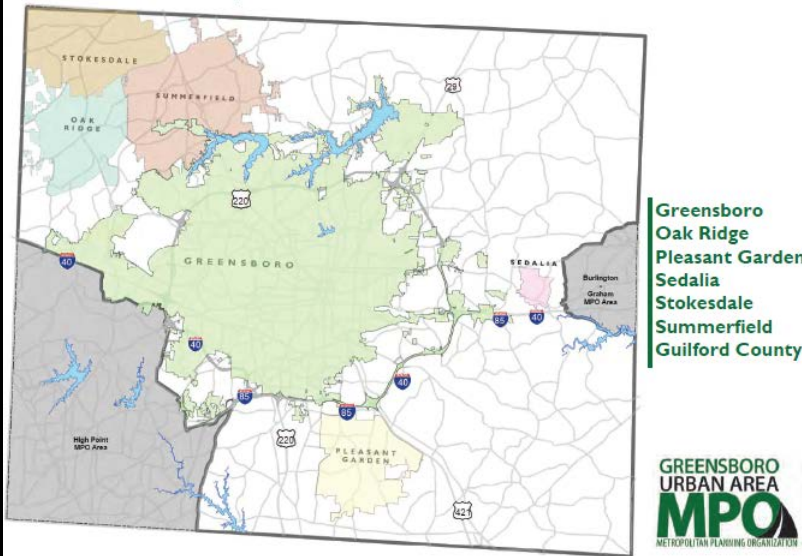 STOKESDALE
SUMMERFIELD
OAK
RIDGE
29
220
GREENSBORO
40
SEDALIA
Burlington
-
Graham
MPO Area
85
40
40
40
85
85
High Point
MPO Area
220
PLEASANT
GARDEN
421
Greensboro
Oak Ridge
Pleasant Garden
Sedalia
Stokesdale
Summerfield
Guilford County
GREENSBORO
URBAN AREA
MPO
METROPOLITAN PLANNING ORGANIZATION